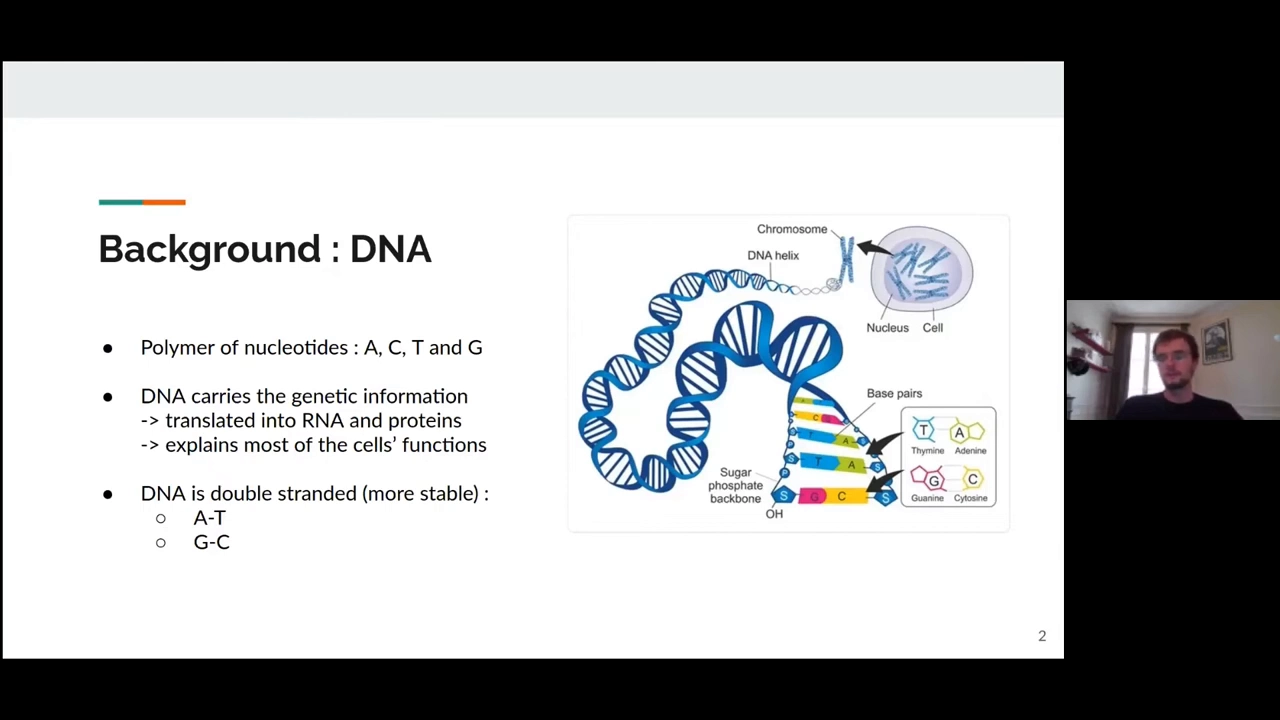 Background : DNA
● Polymer of nucleotides : A, C, T and G
● DNA carries the genetic information
-> translated into RNA and proteins
-> explains most of the cells’ functions
● DNA is double stranded (more stable) :
○ A-T
○ G-C
Chromosome
DNA helix
Nucleus Cell
Base pairs
C
A
T A
G C
S
S
S
S
S
P
P
P
Sugar
phosphate
backbone
OH
T A
Thymine Adenine
G C
Guanine Cytosine
2